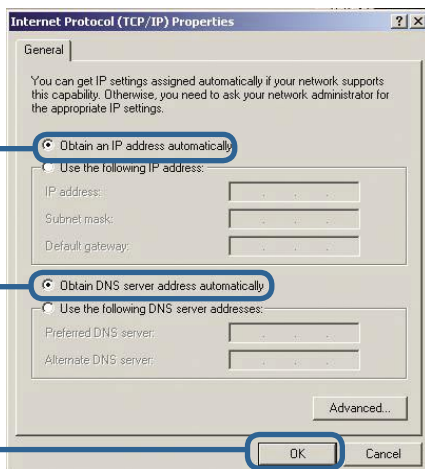 Internet Protocol (TCP/IP) Properties
General
You can get IP settings assigned automatically if your network supports
this capability. Otherwise, you need to ask your network administrator for
the appropriate IP settings.
Obtain an IP address automatically
Use the following IP address:
IP address:
Subnet mask:
Default gateway:
Obtain DNS server address automatically
Use the following DNS server addresses:
Preferred DNS server:
Alternate DNS server:
Advanced...
OK Cancel